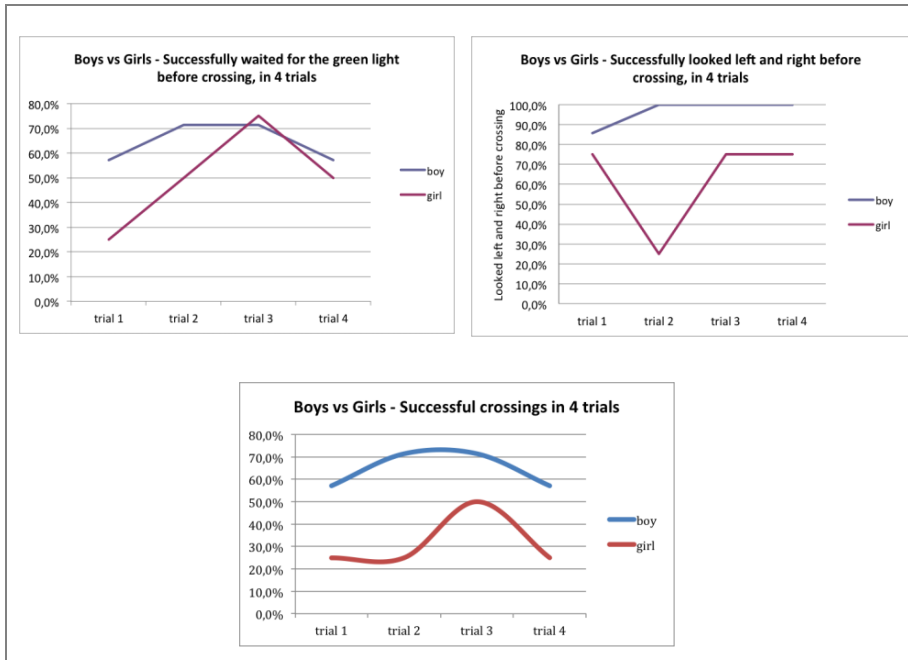 Boys vs Girls - Successfully waited for the green light
before crossing, in 4 trials
80,0%
70,0%
60,0%
50,0%
40,0%
30,0%
20,0%
10,0%
0,0%
trial 1 trial 2 trial 3 trial 4
boy
girl
Boys vs Girls - Successfully looked left and right before
crossing, in 4 trials
Looked left and right before crossing
100,0%
90,0%
80,0%
70,0%
60,0%
50,0%
40,0%
30,0%
20,0%
10,0%
0,0%
trial 1 trial 2 trial 3 trial 4
boy
girl
Boys vs Girls - Successful crossings in 4 trials
80,0%
70,0%
60,0%
50,0%
40,0%
30,0%
20,0%
10,0%
0,0%
trial 1 trial 2 trial 3 trial 4
boy
girl